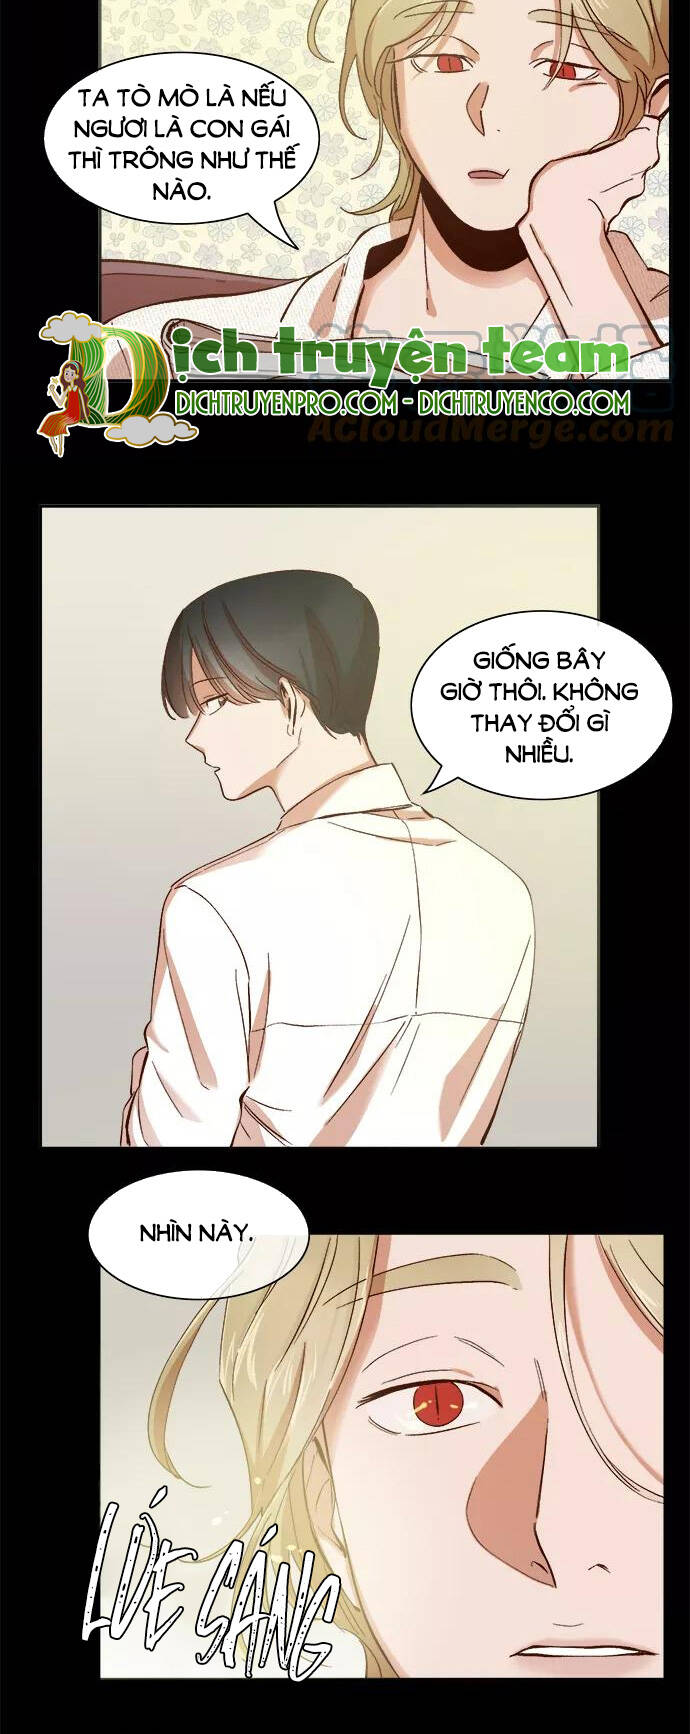 TA TÒ MÒ LÀ NẾU
NGƯƠI LÀ CON GÁI
THÌ TRÔNG NHƯ THẾ
NÀO.
Dịch truyện team
DICHTRUYENPRO.COM - DICHTRUYENCO.COM
ACloudMerge.com
GIỐNG BÂY
GIỜ THÔI. KHÔNG
THAY ĐỔI GÌ
NHIỀU.
NHÌN NÀY.
LÓE SÁNG